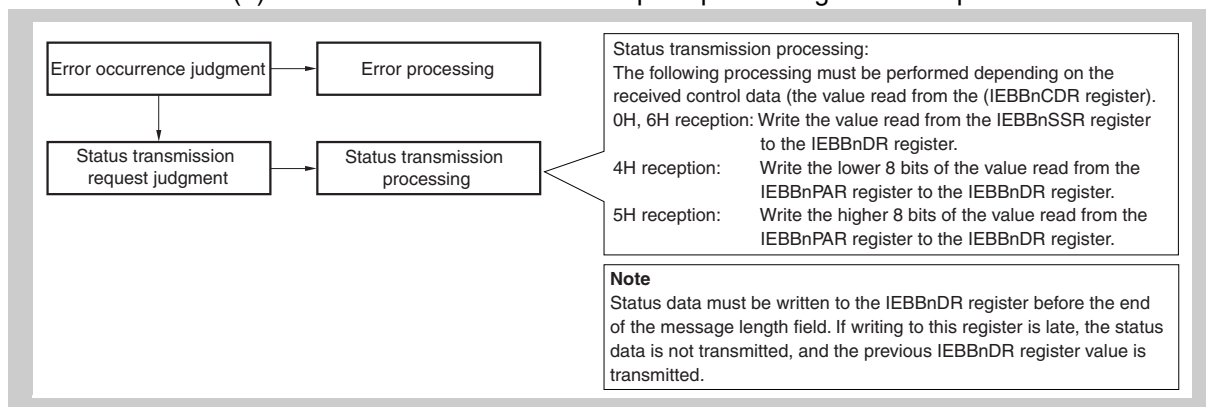 Error occurrence judgment
Error processing
Status transmission
request judgment
Status transmission
processing
Status transmission processing:
The following processing must be performed depending on the
received control data (the value read from the (IEBBnCDR register).
0H, 6H reception: Write the value read from the IEBBnSSR register
to the IEBBnDR register.
4H reception: Write the lower 8 bits of the value read from the
IEBBnPAR register to the IEBBnDR register.
5H reception: Write the higher 8 bits of the value read from the
IEBBnPAR register to the IEBBnDR register.
Note
Status data must be written to the IEBBnDR register before the end
of the message length field. If writing to this register is late, the status
data is not transmitted, and the previous IEBBnDR register value is
transmitted.